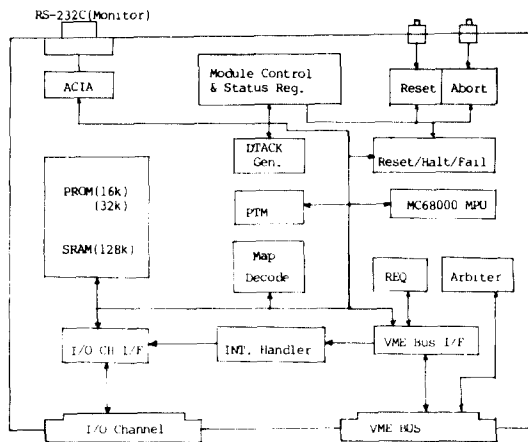 RS-232C(Monitor)
ACIA
Module Control
& Status Reg.
Reset
Abort
DTACK
Gen.
Reset/Halt/Fail
PROM(16k)
(32k)
SRAM(128k)
PTM
MC68000 MPU
Map
Decode
REQ
Arbiter
I/O CH I/F
INT. Handler
VME Bus I/F
I/O Channel
VME BUS